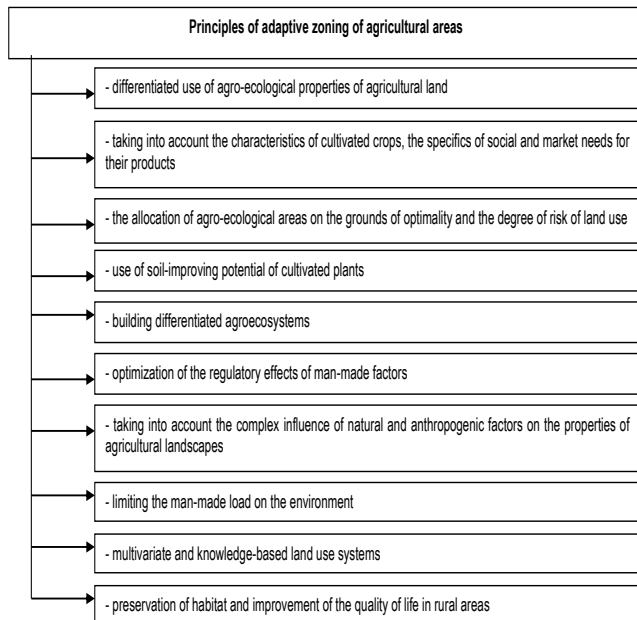 Principles of adaptive zoning of agricultural areas
- differentiated use of agro-ecological properties of agricultural land
- taking into account the characteristics of cultivated crops, the specifics of social and market needs for
their products
- the allocation of agro-ecological areas on the grounds of optimality and the degree of risk of land use
- use of soil-improving potential of cultivated plants
- building differentiated agroecosystems
- optimization of the regulatory effects of man-made factors
- taking into account the complex influence of natural and anthropogenic factors on the properties of
agricultural landscapes
- limiting the man-made load on the environment
- multivariate and knowledge-based land use systems
- preservation of habitat and improvement of the quality of life in rural areas